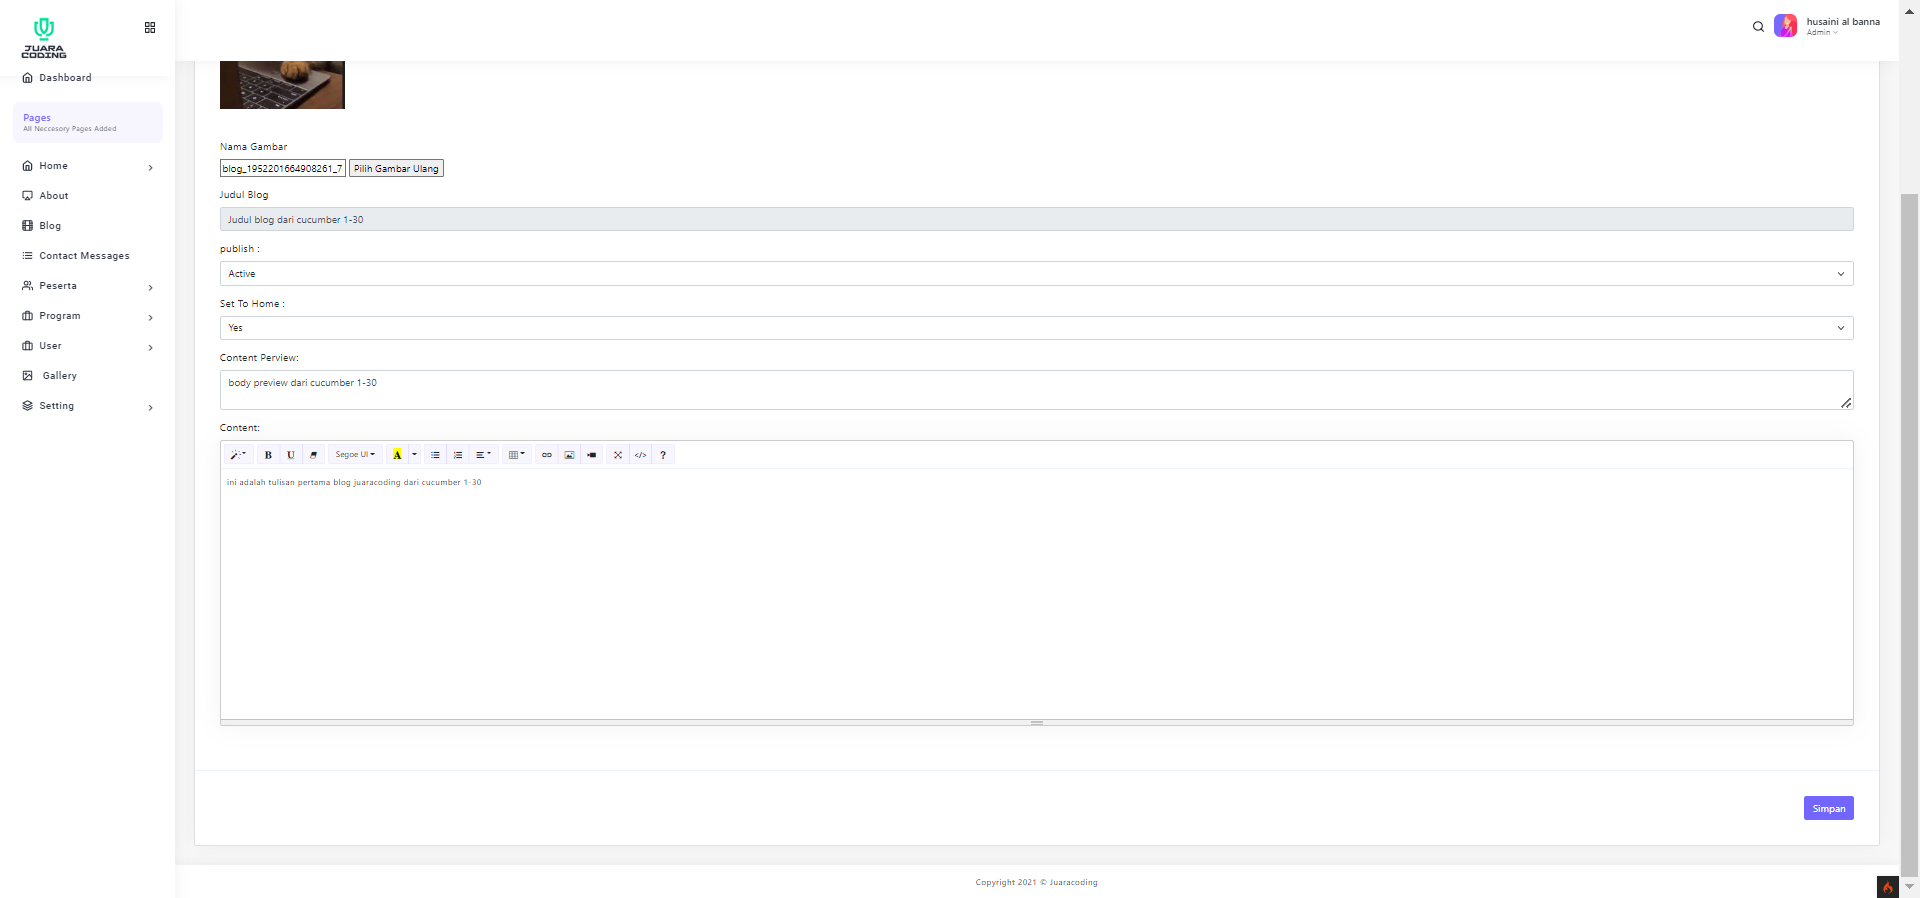 JUARA
CODING
husaini al banna
Admin
Dashboard
Pages
All Neccesory Pages Added
Home
About
Blog
Contact Messages
Peserta
Program
User
Gallery
Setting
Nama Gambar
blog_1952201664908261_7
Pilih Gambar Ulang
Judul Blog
Judul blog dari cucumber 1-30
publish :
Active
Set To Home :
Yes
Content Perview:
body preview dari cucumber 1-30
Content:
B U Segoe UI A </> ?
ini adalah tulisan pertama blog juaracoding dari cucumber 1-30
Simpan
Copyright 2021 © Juaracoding